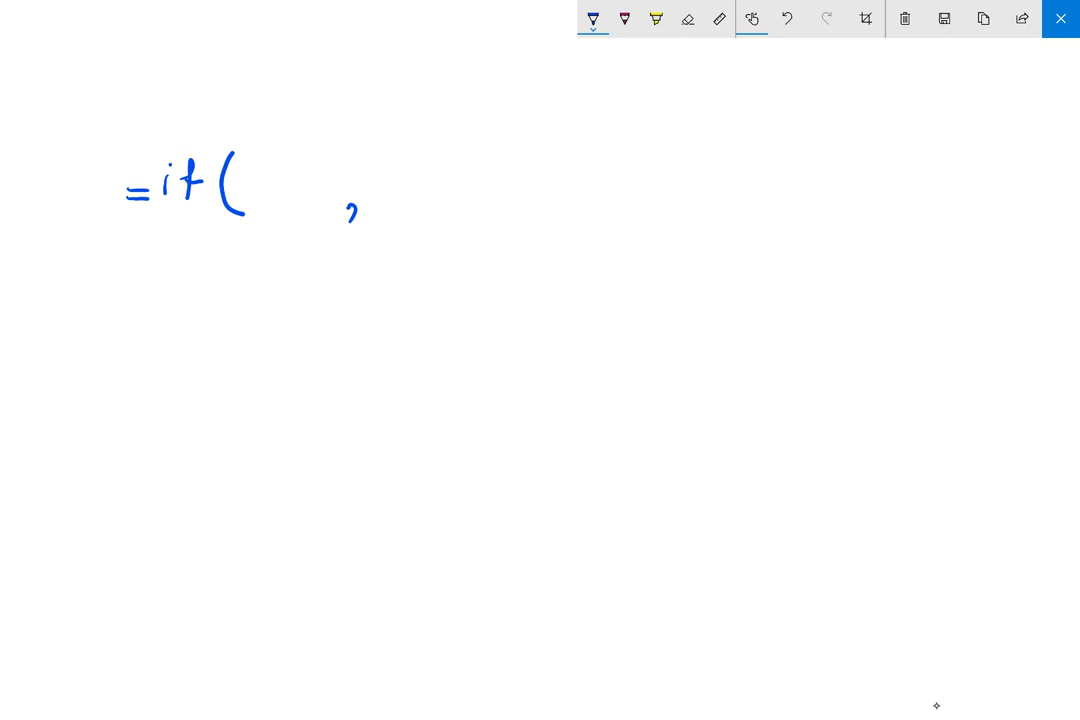 =if( ,